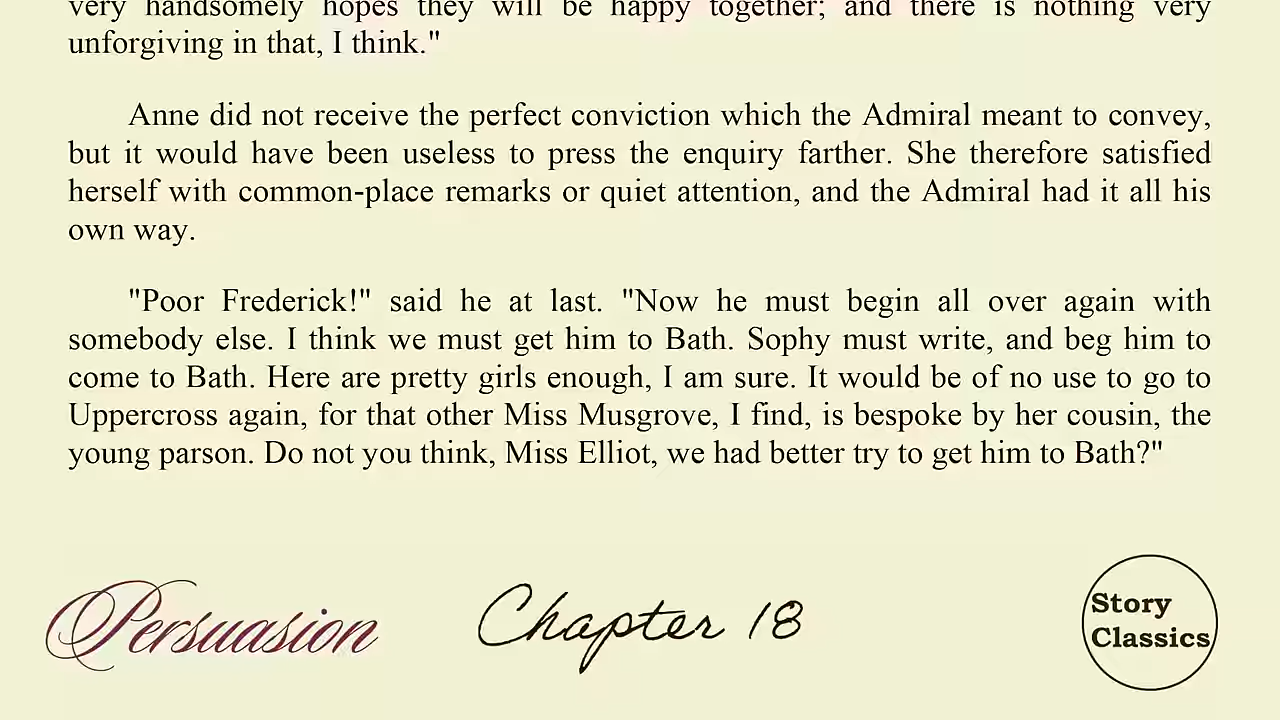 very handsomely hopes they will be happy together; and there is nothing very
unforgiving in that, I think."
Anne did not receive the perfect conviction which the Admiral meant to convey,
but it would have been useless to press the enquiry farther. She therefore satisfied
herself with common-place remarks or quiet attention, and the Admiral had it all his
own way.
"Poor Frederick!" said he at last. "Now he must begin all over again with
somebody else. I think we must get him to Bath. Sophy must write, and beg him to
come to Bath. Here are pretty girls enough, I am sure. It would be of no use to go to
Uppercross again, for that other Miss Musgrove, I find, is bespoke by her cousin, the
young parson. Do not you think, Miss Elliot, we had better try to get him to Bath?"
Persuasion
Chapter 18
Story
Classics